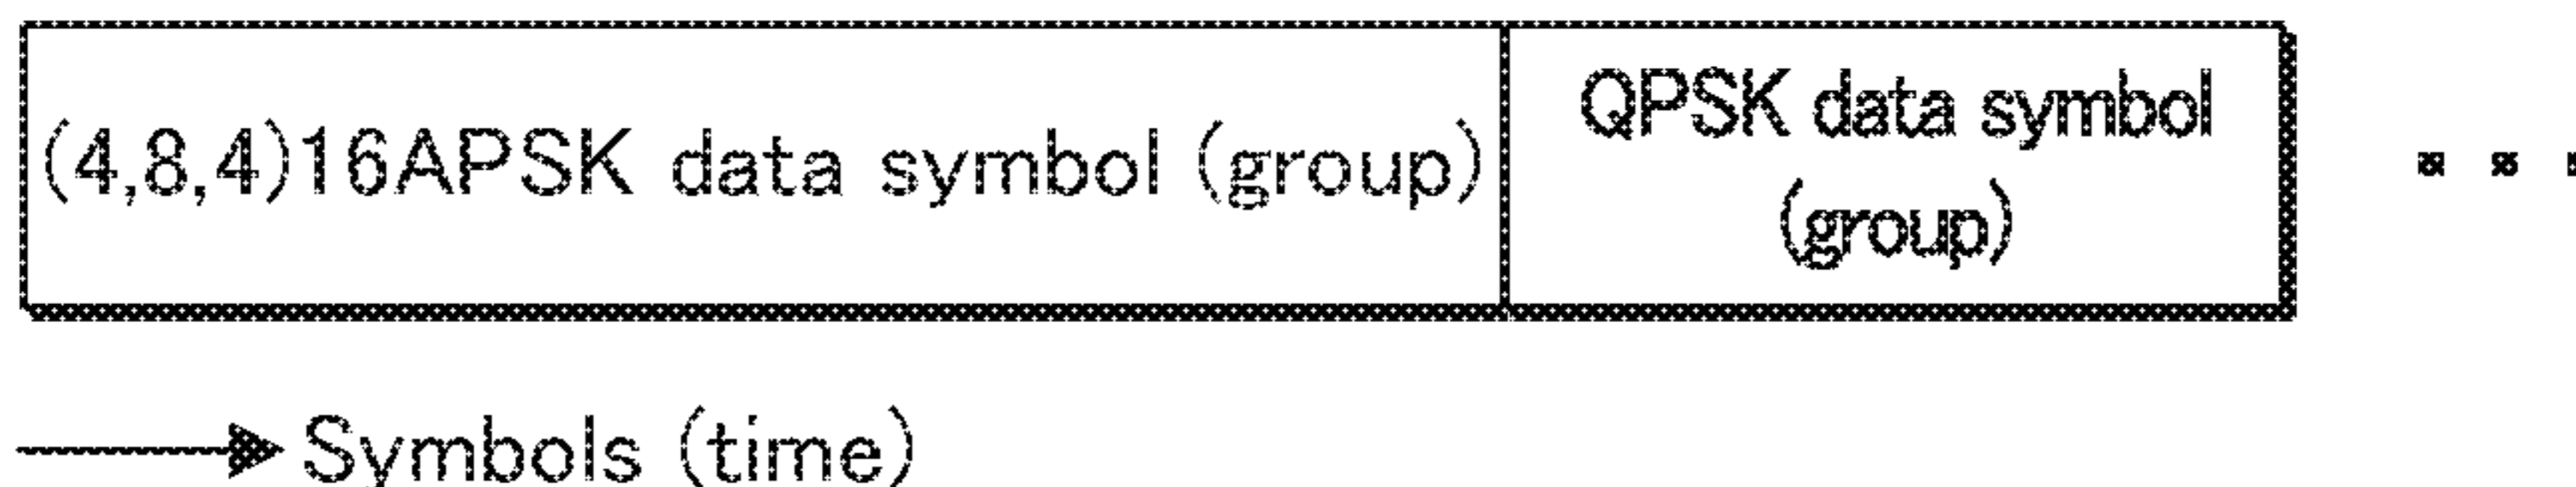 (4,8,4)16APSK data symbol (group)
QPSK data symbol
(group)
Symbols (time)